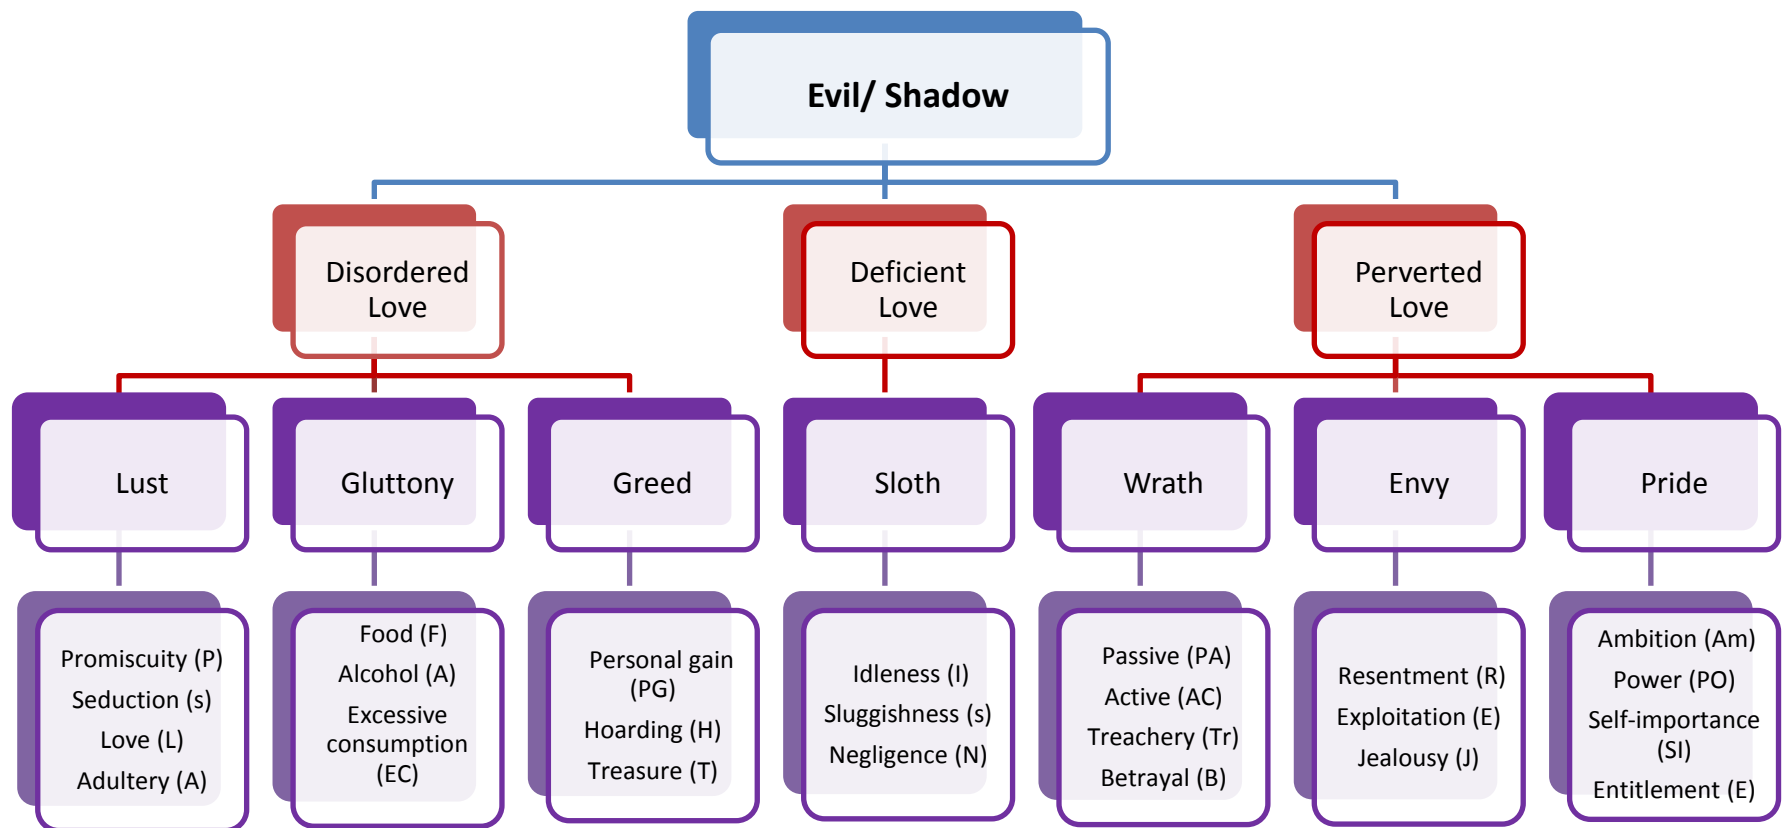 Evil/ Shadow
Disordered
Love
Deficient
Love
Perverted
Love
Lust
Gluttony
Greed
Sloth
Wrath
Envy
Pride
Promiscuity (P)
Seduction (s)
Love (L)
Adultery (A)
Food (F)
Alcohol (A)
Excessive
consumption
(EC)
Personal gain
(PG)
Hoarding (H)
Treasure (T)
Idleness (I)
Sluggishness (s)
Negligence (N)
Passive (PA)
Active (AC)
Treachery (Tr)
Betrayal (B)
Resentment (R)
Exploitation (E)
Jealousy (J)
Ambition (Am)
Power (PO)
Self-importance
(SI)
Entitlement (E)